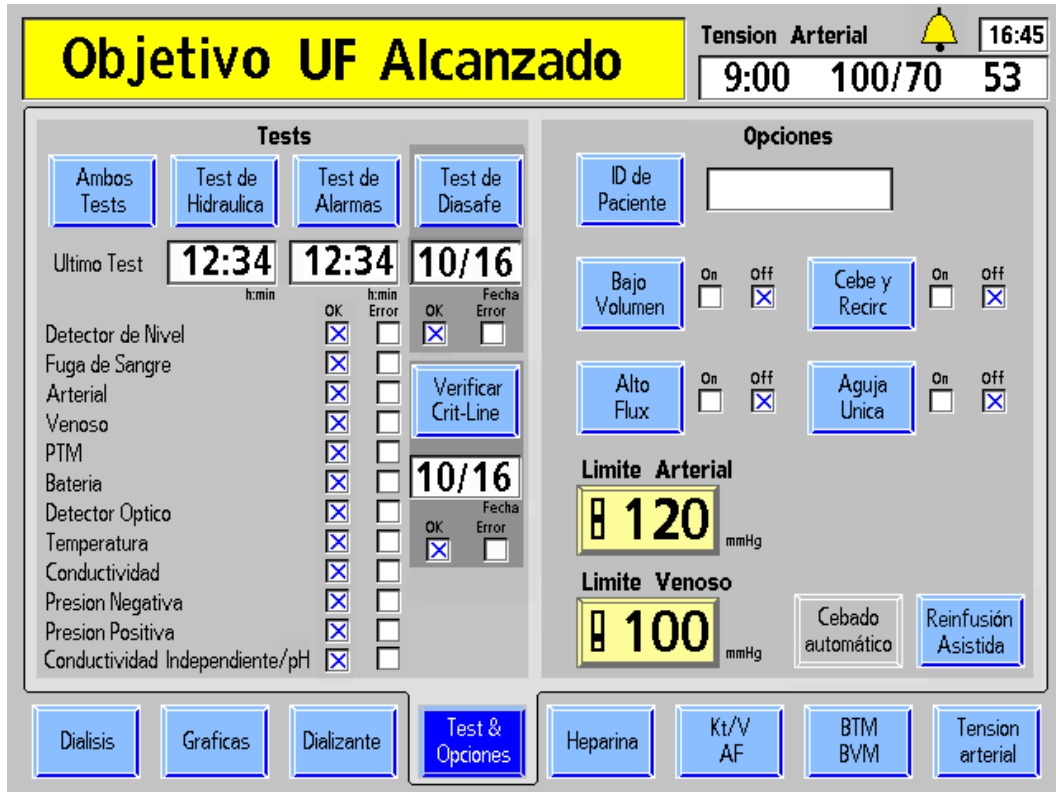 Objetivo UF Alcanzado
Tension Arterial
16:45
9:00 100/70 53
Tests
Ambos
Tests
Test de
Hidraulica
Test de
Alarmas
Test de
Diasafe
Ultimo Test 12:34 12:34 10/16
h:min h:min Fecha
OK Error OK Error
Detector de Nivel
Fuga de Sangre
Arterial
Venoso
PTM
Bateria
Detector Optico
Temperatura
Conductividad
Presion Negativa
Presion Positiva
Conductividad Independiente/pH
Verificar
Crit-Line
10/16
Fecha
OK Error
Opciones
ID de
Paciente
Bajo
Volumen
On Off
Cebe y
Recirc
On Off
Alto
Flux
On Off
Aguja
Unica
On Off
Limite Arterial
120 mmHg
Limite Venoso
100 mmHg
Cebado
automático
Reinfusión
Asistida
Dialisis
Graficas
Dializante
Test &
Opciones
Heparina
Kt/V
AF
BTM
BVM
Tension
arterial